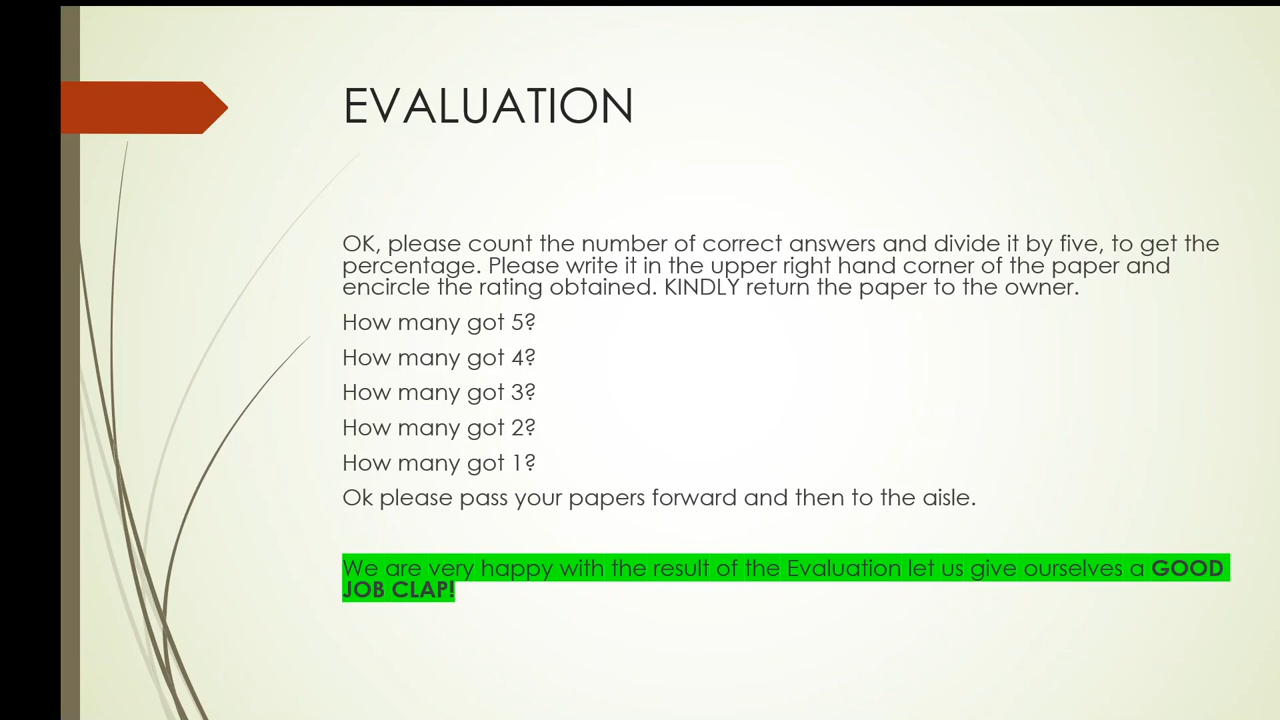 EVALUATION
OK, please count the number of correct answers and divide it by five, to get the
percentage. Please write it in the upper right hand corner of the paper and
encircle the rating obtained. KINDLY return the paper to the owner.
How many got 5?
How many got 4?
How many got 3?
How many got 2?
How many got 1?
Ok please pass your papers forward and then to the aisle.
We are very happy with the result of the Evaluation let us give ourselves a GOOD
JOB CLAP!